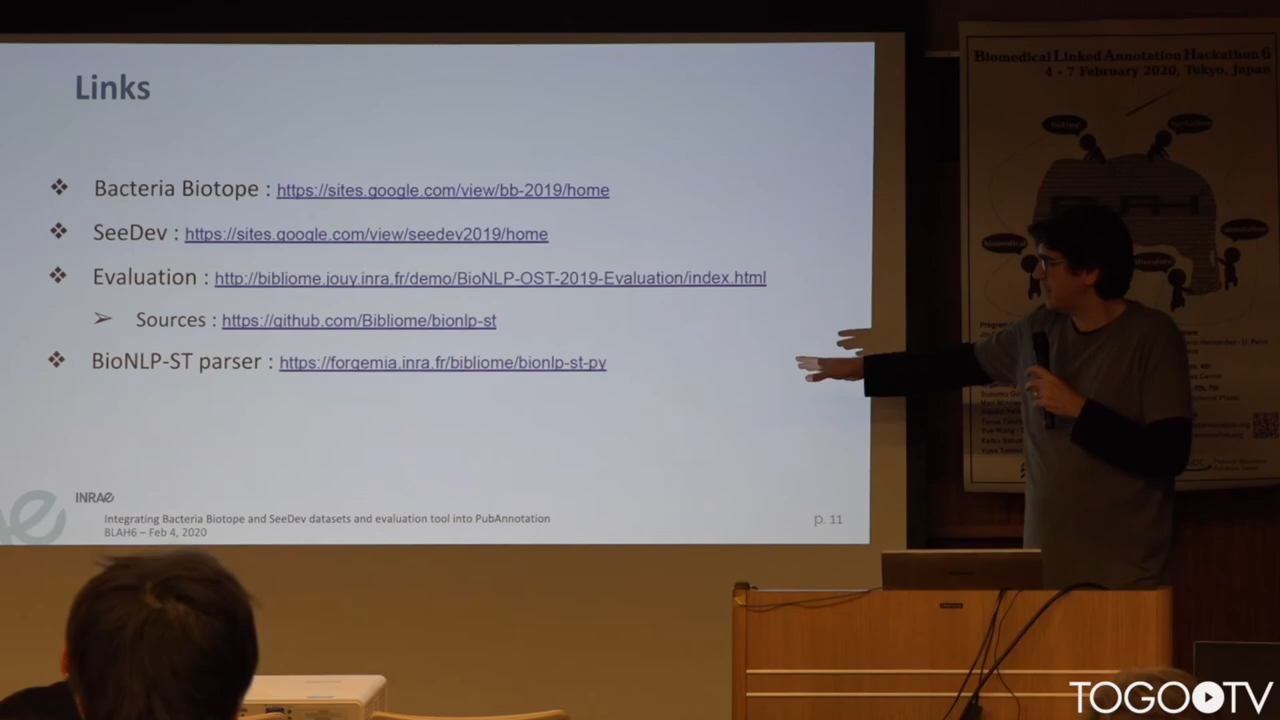 Links
❖ Bacteria Biotope : https://sites.google.com/view/bb-2019/home
❖ SeeDev : https://sites.google.com/view/seedev2019/home
❖ Evaluation : http://bibliome.jouy.inra.fr/demo/BioNLP-OST-2019-Evaluation/index.html
➢ Sources : https://github.com/Bibliome/bionlp-st
❖ BioNLP-ST parser : https://forgemia.inra.fr/bibliome/bionlp-st-py
INRAE
Integrating Bacteria Biotope and SeeDev datasets and evaluation tool into PubAnnotation
BLAH6 – Feb 4, 2020
p. 11
Biomedical Linked Annotation Hackathon 6
4 - 7 February 2020, Tokyo, Japan
TOGOTV